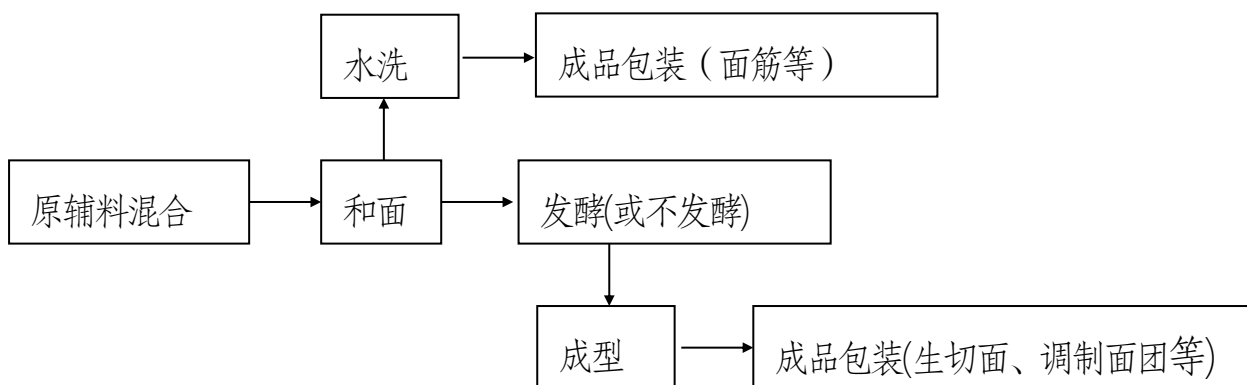 水洗
成品包装（面筋等）
原辅料混合
和面
发酵(或不发酵)
成型
成品包装(生切面、调制面团等)